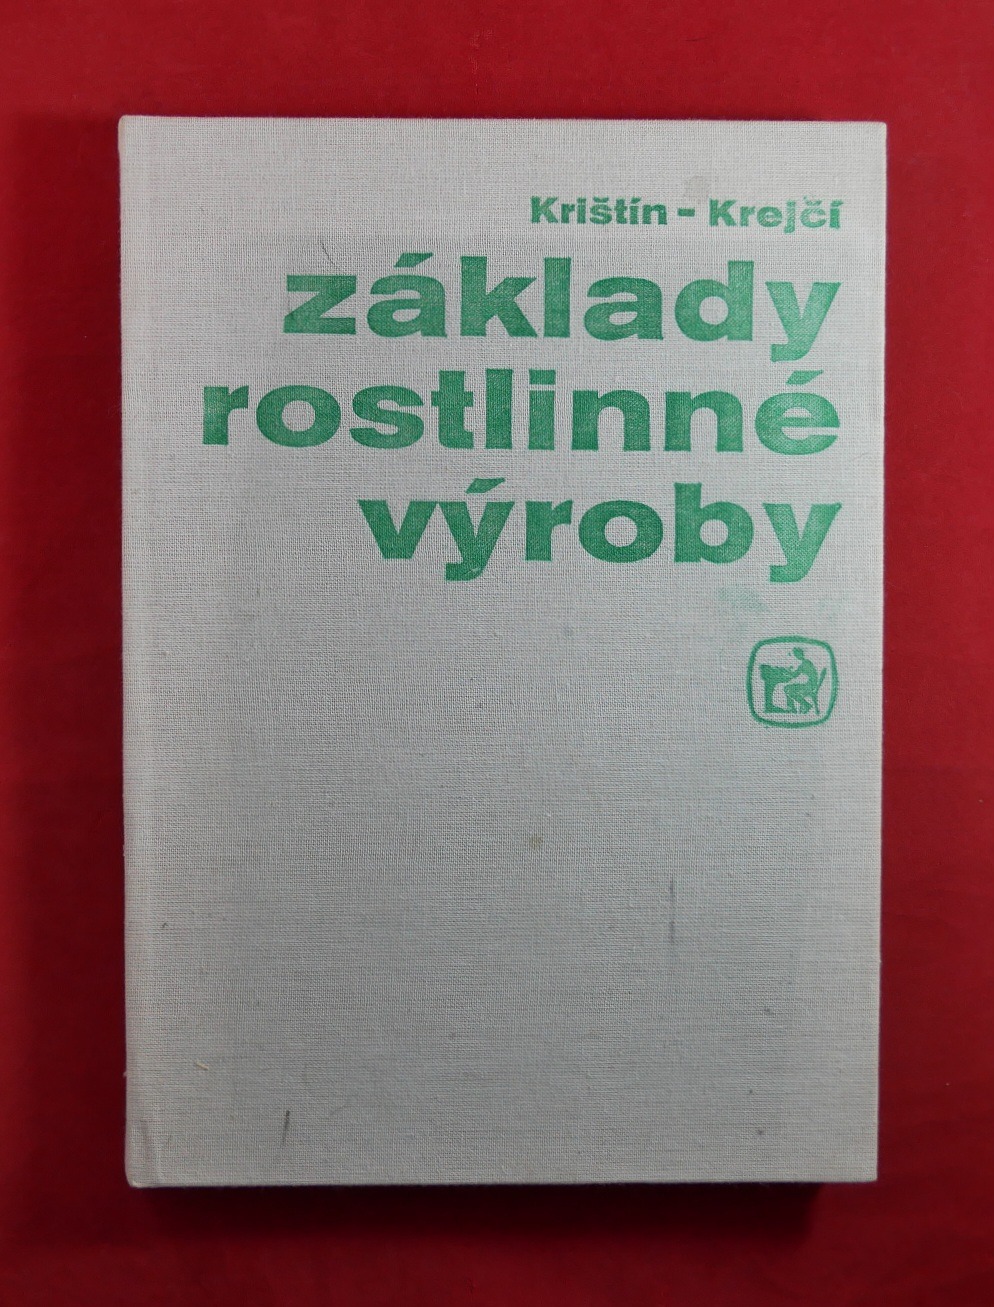 Krištín - Krejčí
základy
rostlinné
výroby